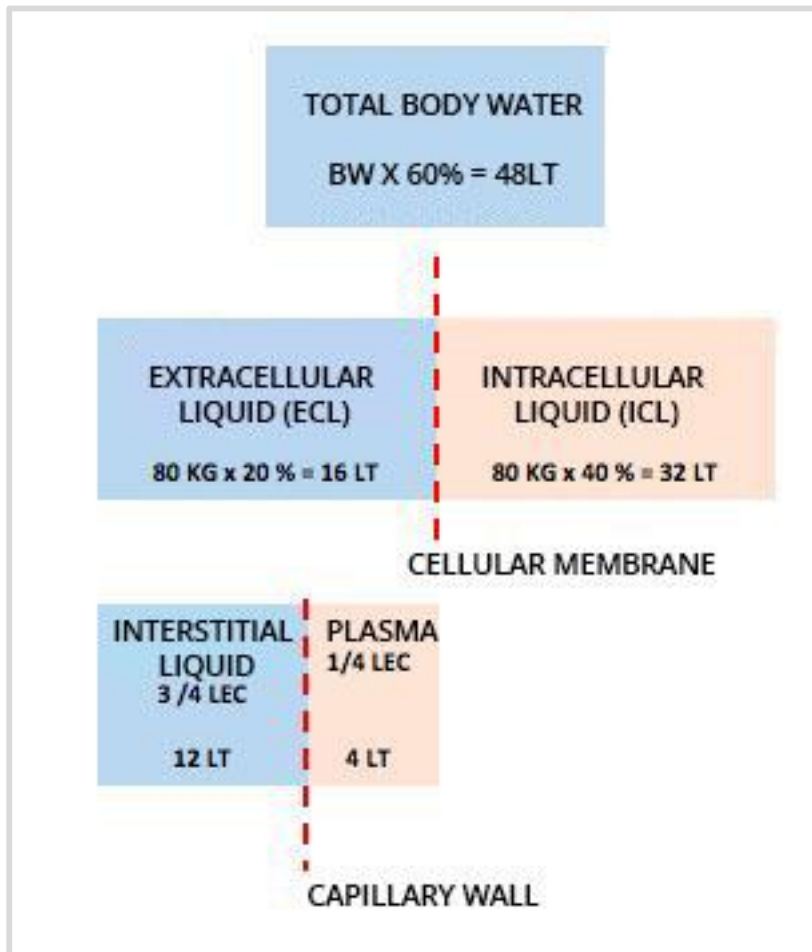 TOTAL BODY WATER
BW X 60% = 48LT
EXTRACELLULAR
LIQUID (ECL)
80 KG x 20 % = 16 LT
INTRACELLULAR
LIQUID (ICL)
80 KG x 40 % = 32 LT
CELLULAR MEMBRANE
INTERSTITIAL
LIQUID
3 /4 LEC
12 LT
PLASMA
1/4 LEC
4 LT
CAPILLARY WALL